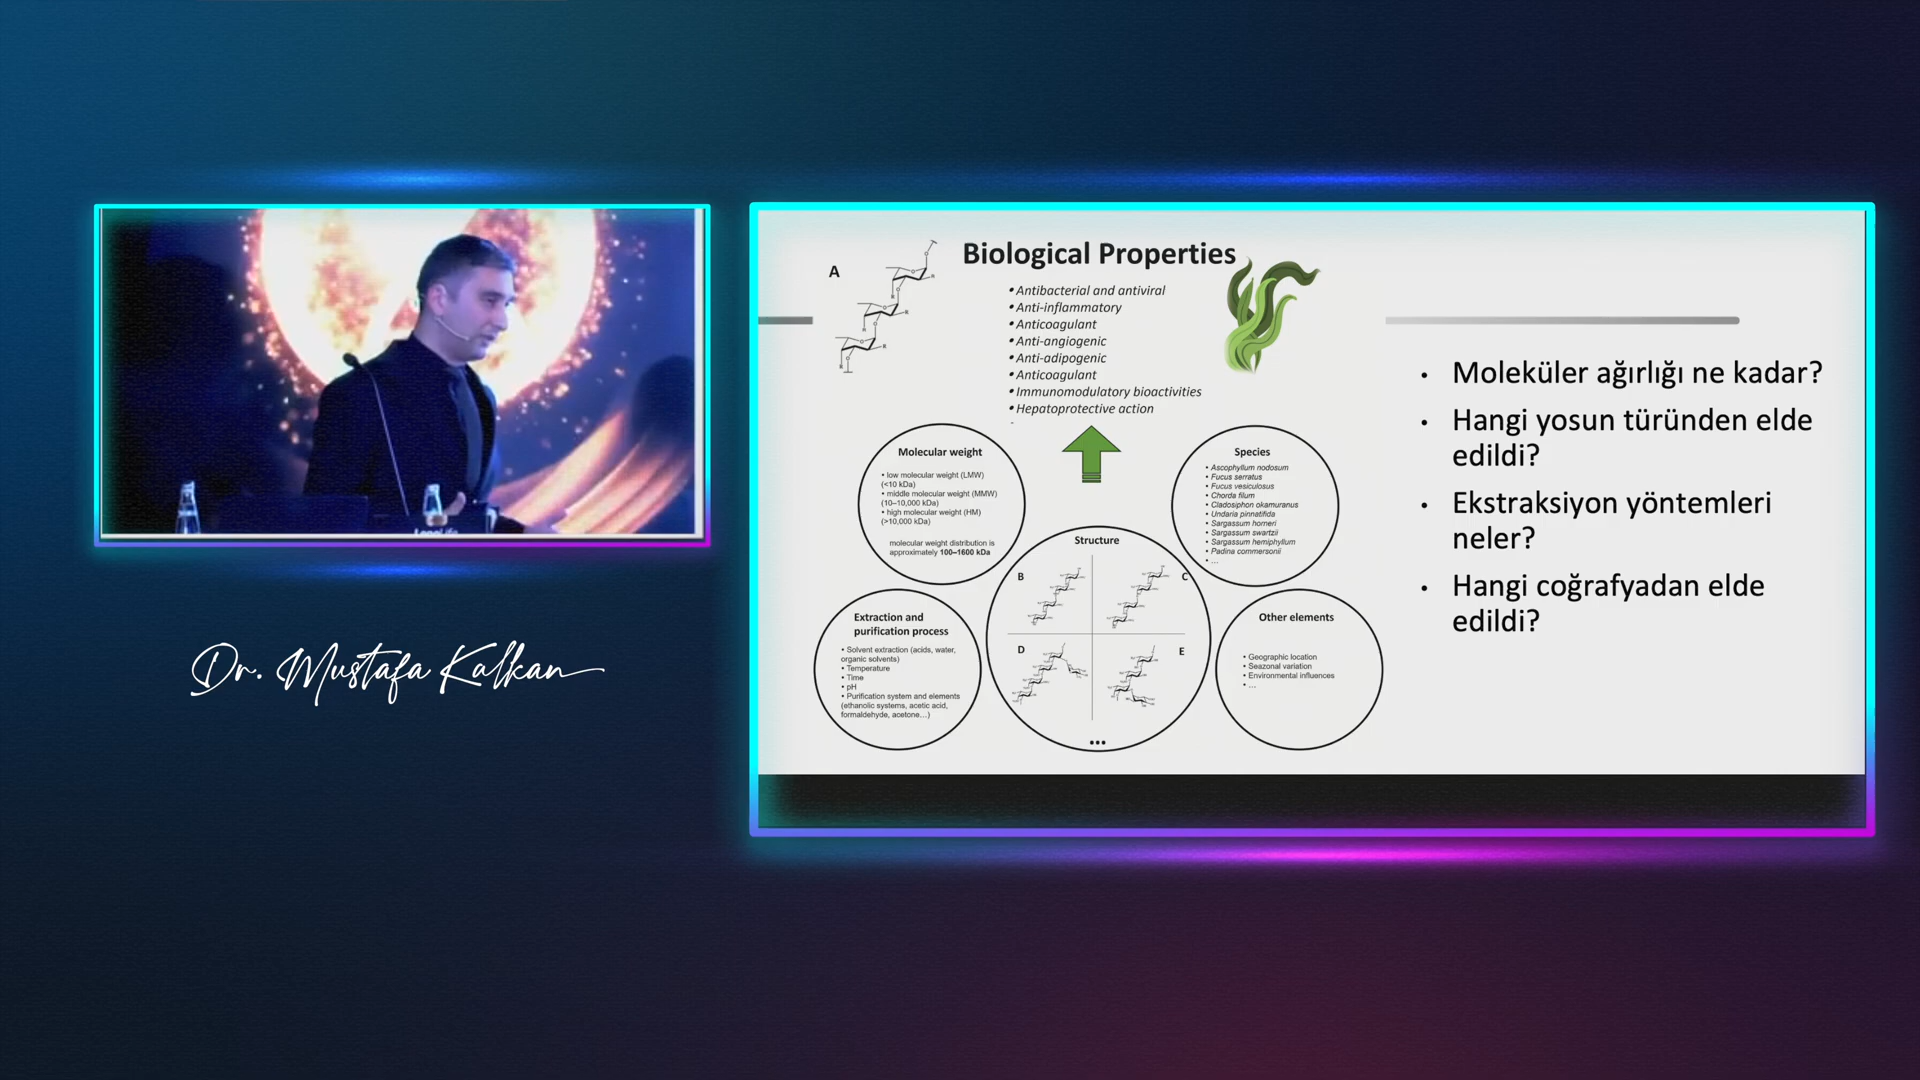 Dr. Mustafa Kalkan
A
Biological Properties
• Antibacterial and antiviral
• Anti-inflammatory
• Anticoagulant
• Anti-angiogenic
• Anti-adipogenic
• Anticoagulant
• Immunomodulatory bioactivities
• Hepatoprotective action
Molecular weight
• low molecular weight (LMW)
(<10 kDa)
• middle molecular weight (MMW)
(10–10,000 kDa)
• high molecular weight (HM)
(>10,000 kDa)
molecular weight distribution is
approximately 100–1600 kDa
Species
• Ascophyllum nodosum
• Fucus serratus
• Fucus vesiculosus
• Chorda filum
• Cladosiphon okamuranus
• Undaria pinnatifida
• Sargassum horneri
• Sargassum swartzii
• Sargassum hemiphyllum
• Padina commersonii
• ...
Extraction and
purification process
• Solvent extraction (acids, water,
organic solvents)
• Temperature
• Time
• pH
• Purification system and elements
(ethanolic systems, acetic acid,
formaldehyde, acetone...)
Structure
B
C
D
E
...
Other elements
• Geographic location
• Seazonal variation
• Environmental influences
• ...
• Moleküler ağırlığı ne kadar?
• Hangi yosun türünden elde
edildi?
• Ekstraksiyon yöntemleri
neler?
• Hangi coğrafyadan elde
edildi?